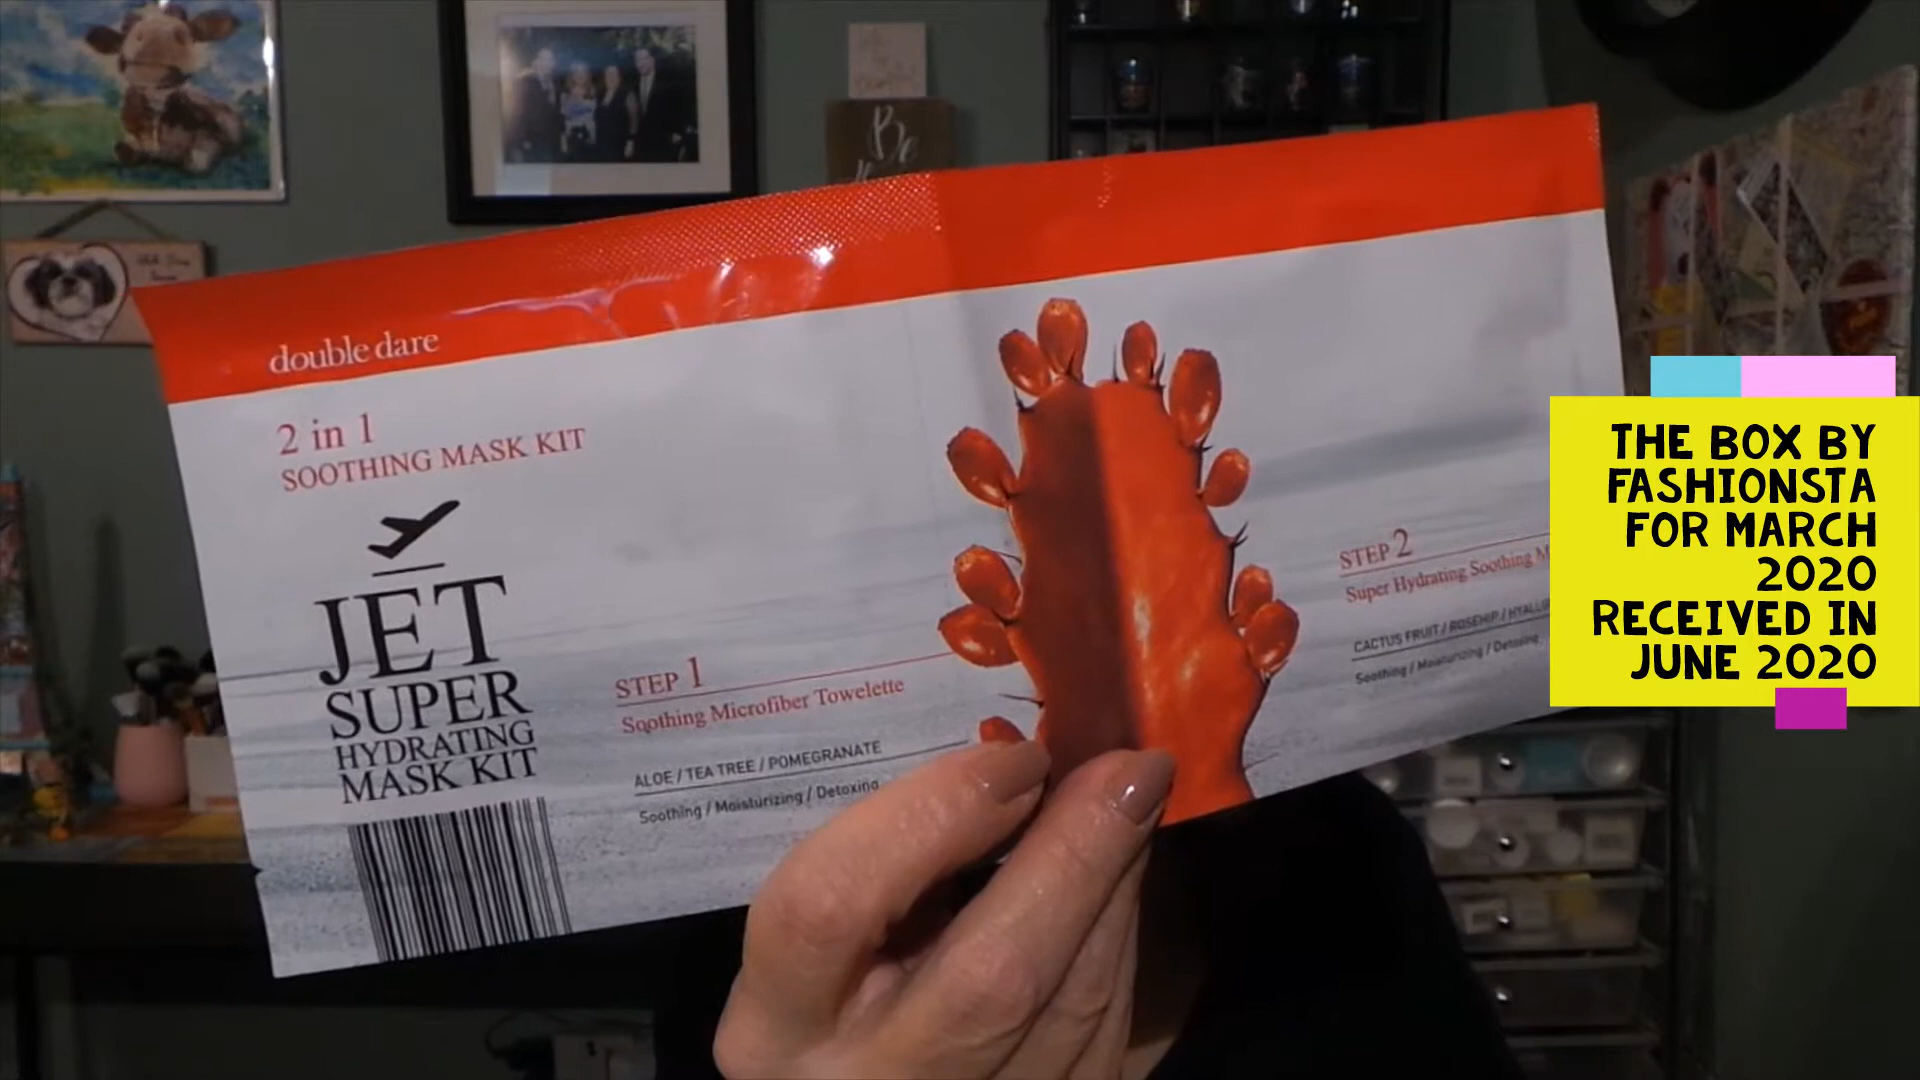 Be
double dare
2 in 1
SOOTHING MASK KIT
JET
SUPER
HYDRATING
MASK KIT
STEP 1
Soothing Microfiber Towelette
ALOE / TEA TREE / POMEGRANATE
Soothing / Moisturizing / Detoxing
STEP 2
Super Hydrating Soothing
CACTUS FRUIT / ROSEHIP /
Soothing / Moisturizing / Detoxing
THE BOX BY
FASHIONSTA
FOR MARCH
2020
RECEIVED IN
JUNE 2020